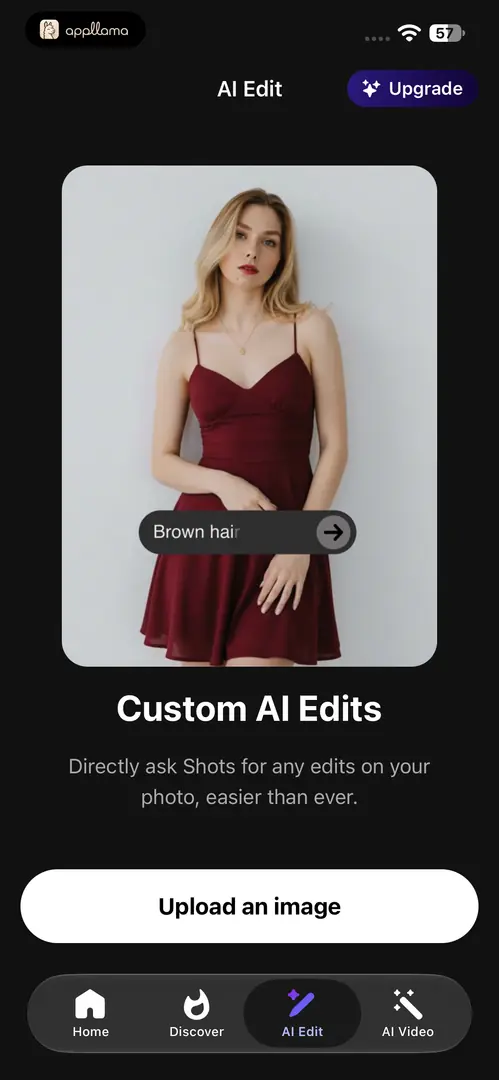 appllama
57
AI Edit
Upgrade
Brown hair
Custom AI Edits
Directly ask Shots for any edits on your
photo, easier than ever.
Upload an image
Home
Discover
AI Edit
AI Video